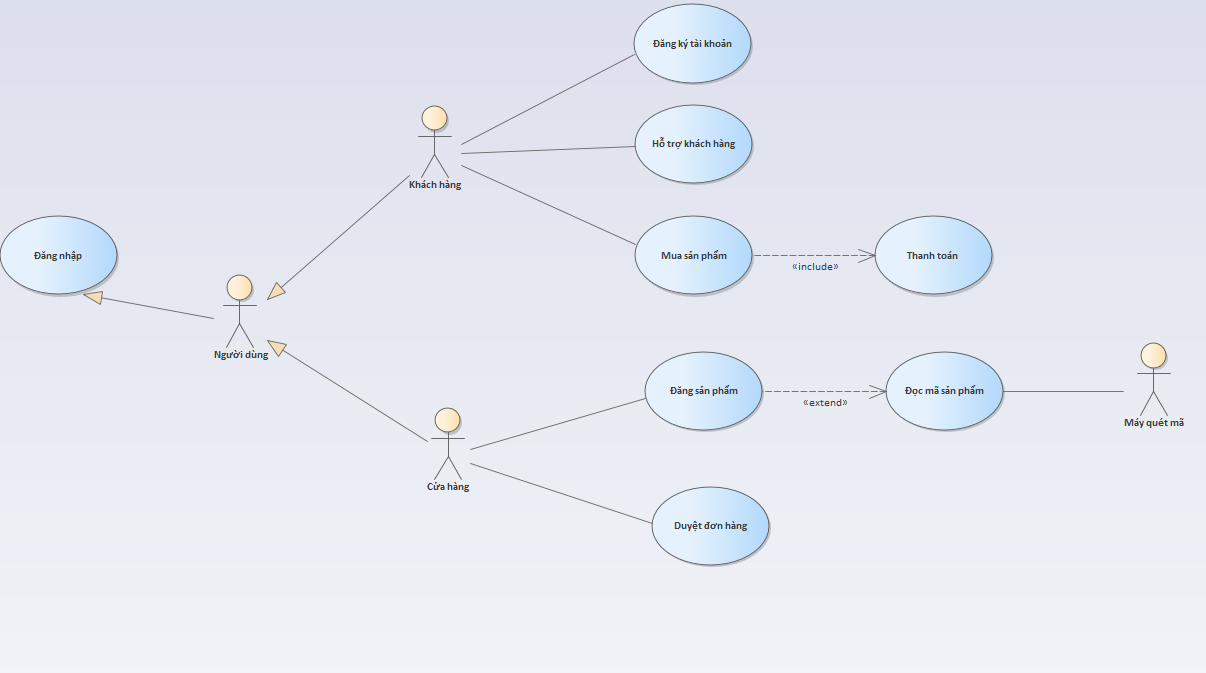 Đăng ký tài khoản
Hỗ trợ khách hàng
Khách hàng
Đăng nhập
Mua sản phẩm
«include»
Thanh toán
Người dùng
Đăng sản phẩm
«extend»
Đọc mã sản phẩm
Máy quét mã
Cửa hàng
Duyệt đơn hàng